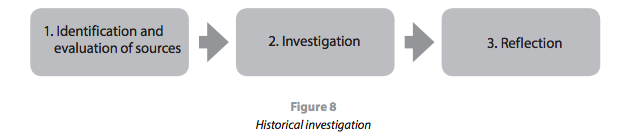 1. Identification and
evaluation of sources
2. Investigation
3. Reflection
Figure 8
Historical investigation